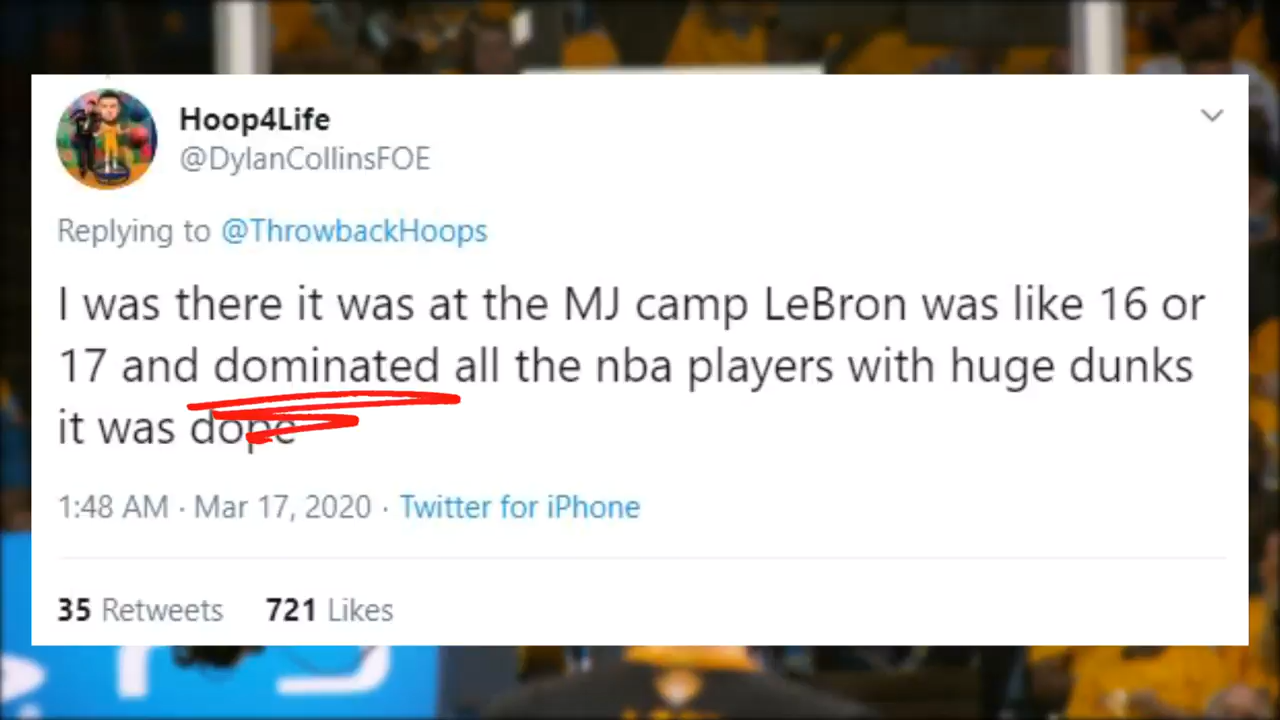 Hoop4Life
@DylanCollinsFOE
Replying to @ThrowbackHoops
I was there it was at the MJ camp LeBron was like 16 or
17 and dominated all the nba players with huge dunks
it was dope
1:48 AM · Mar 17, 2020 · Twitter for iPhone
35 Retweets 721 Likes